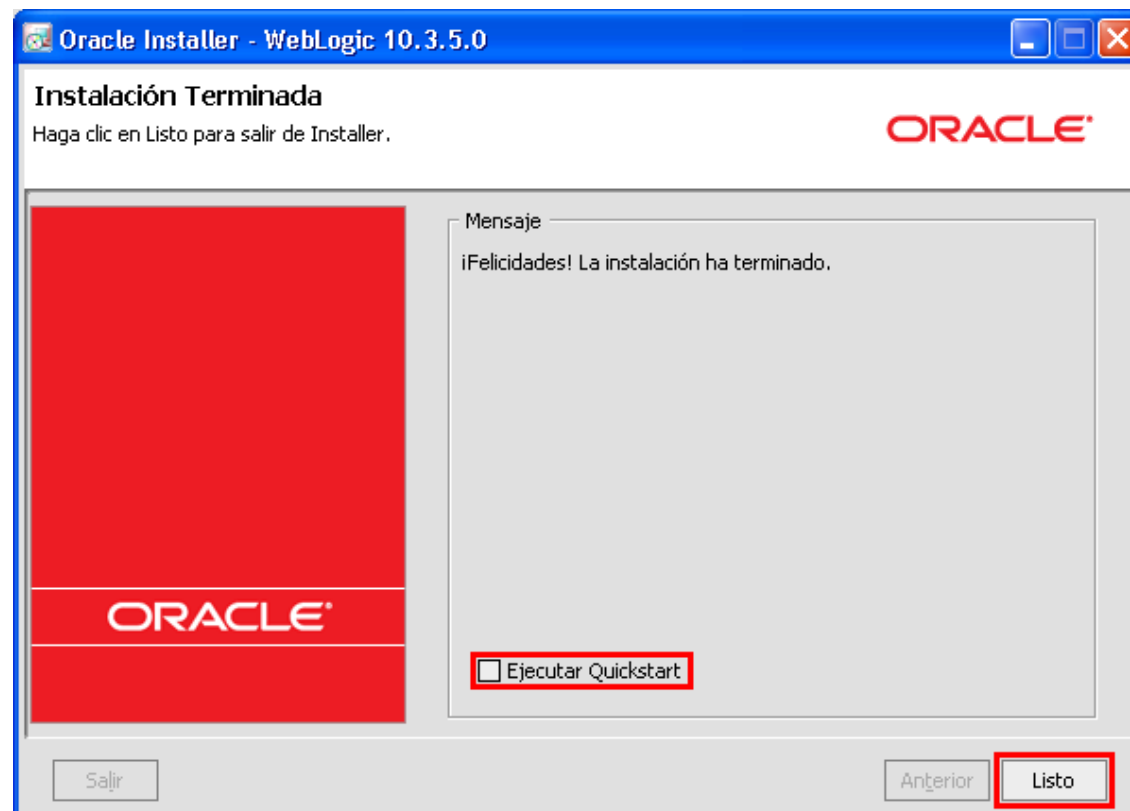 Oracle Installer - WebLogic 10.3.5.0
Instalación Terminada
Haga clic en Listo para salir de Installer.
ORACLE
Mensaje
¡Felicidades! La instalación ha terminado.
ORACLE
Ejecutar Quickstart
Salir
Anterior
Listo